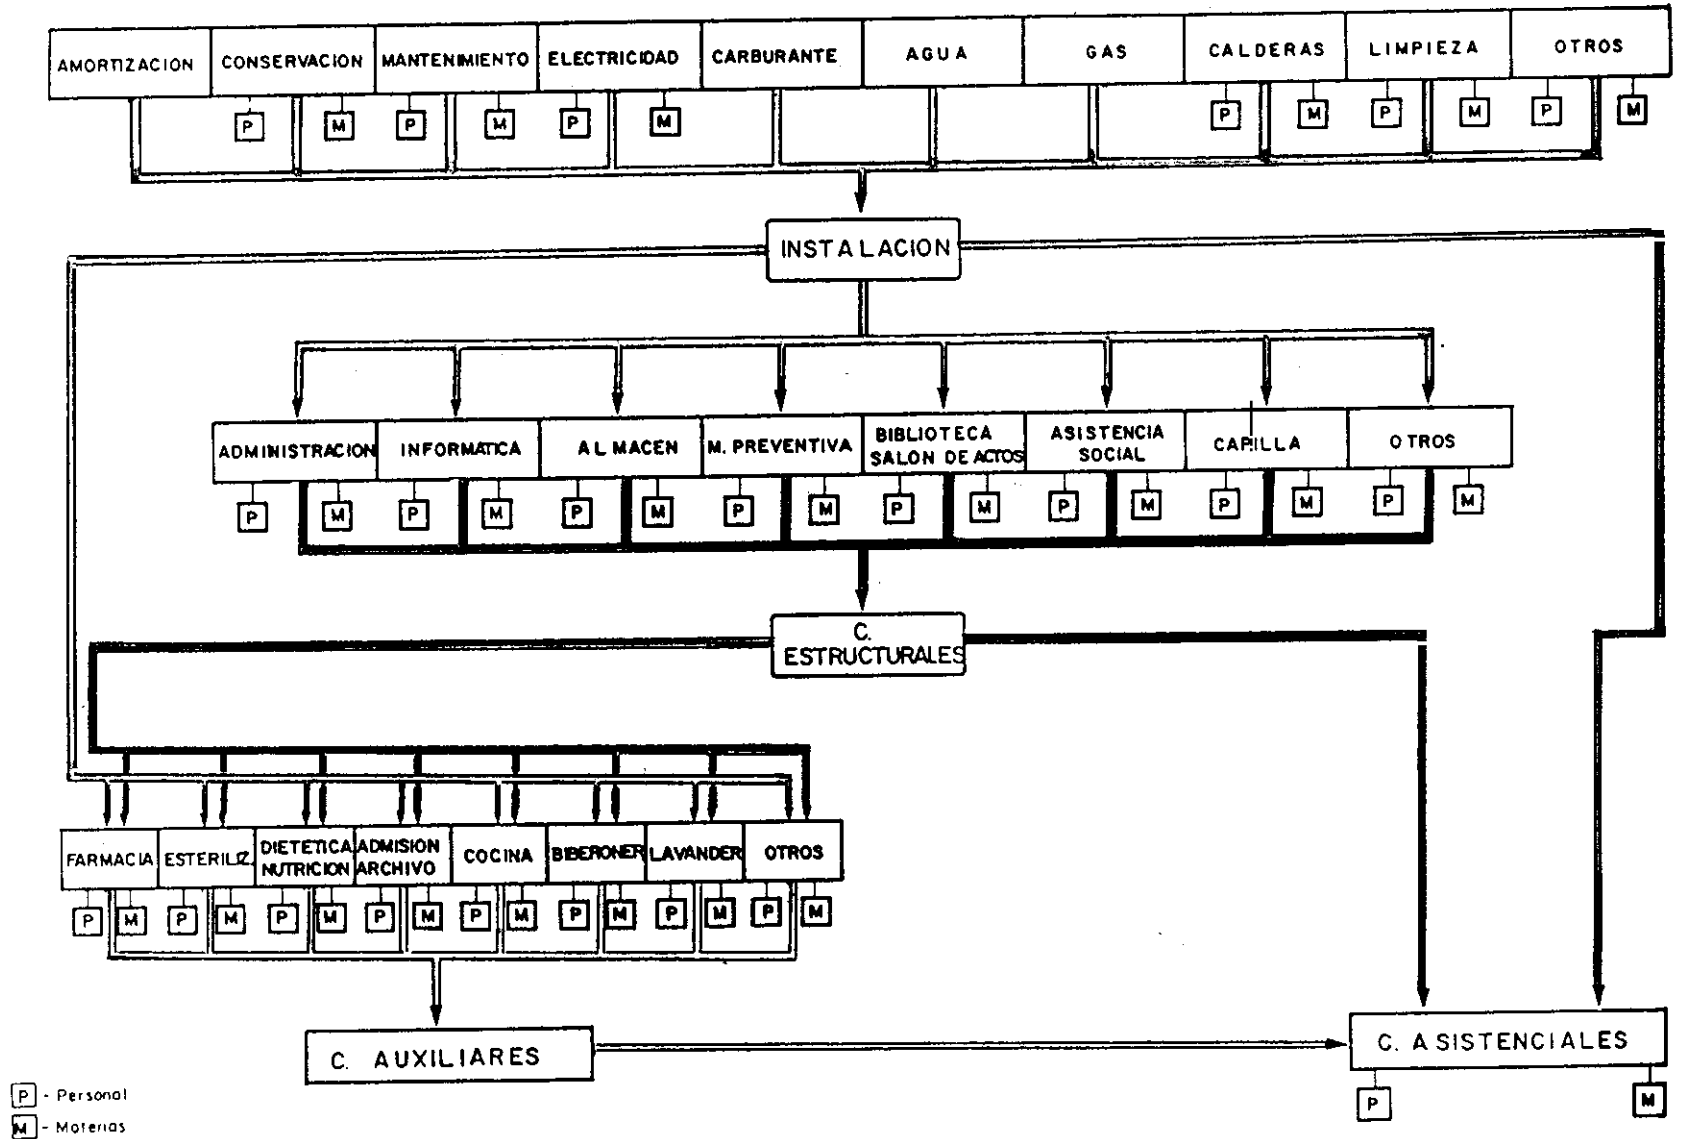 AMORTIZACION CONSERVACION MANTENIMIENTO ELECTRICIDAD CARBURANTE AGUA GAS CALDERAS LIMPIEZA OTROS
P M P M P M P M P M P M
INSTALACION
ADMINISTRACION INFORMATICA ALMACEN M. PREVENTIVA BIBLIOTECA SALON DE ACTOS ASISTENCIA SOCIAL CAPILLA OTROS
P M P M P M P M P M P M P M P M
C.
ESTRUCTURALES
FARMACIA ESTERILIZ. DIETETICA NUTRICION ADMISION ARCHIVO COCINA BIBERONER LAVANDER OTROS
P M P M P M P M P M P M P M P M
C. AUXILIARES
C. ASISTENCIALES
P M
P - Personal
M - Materias